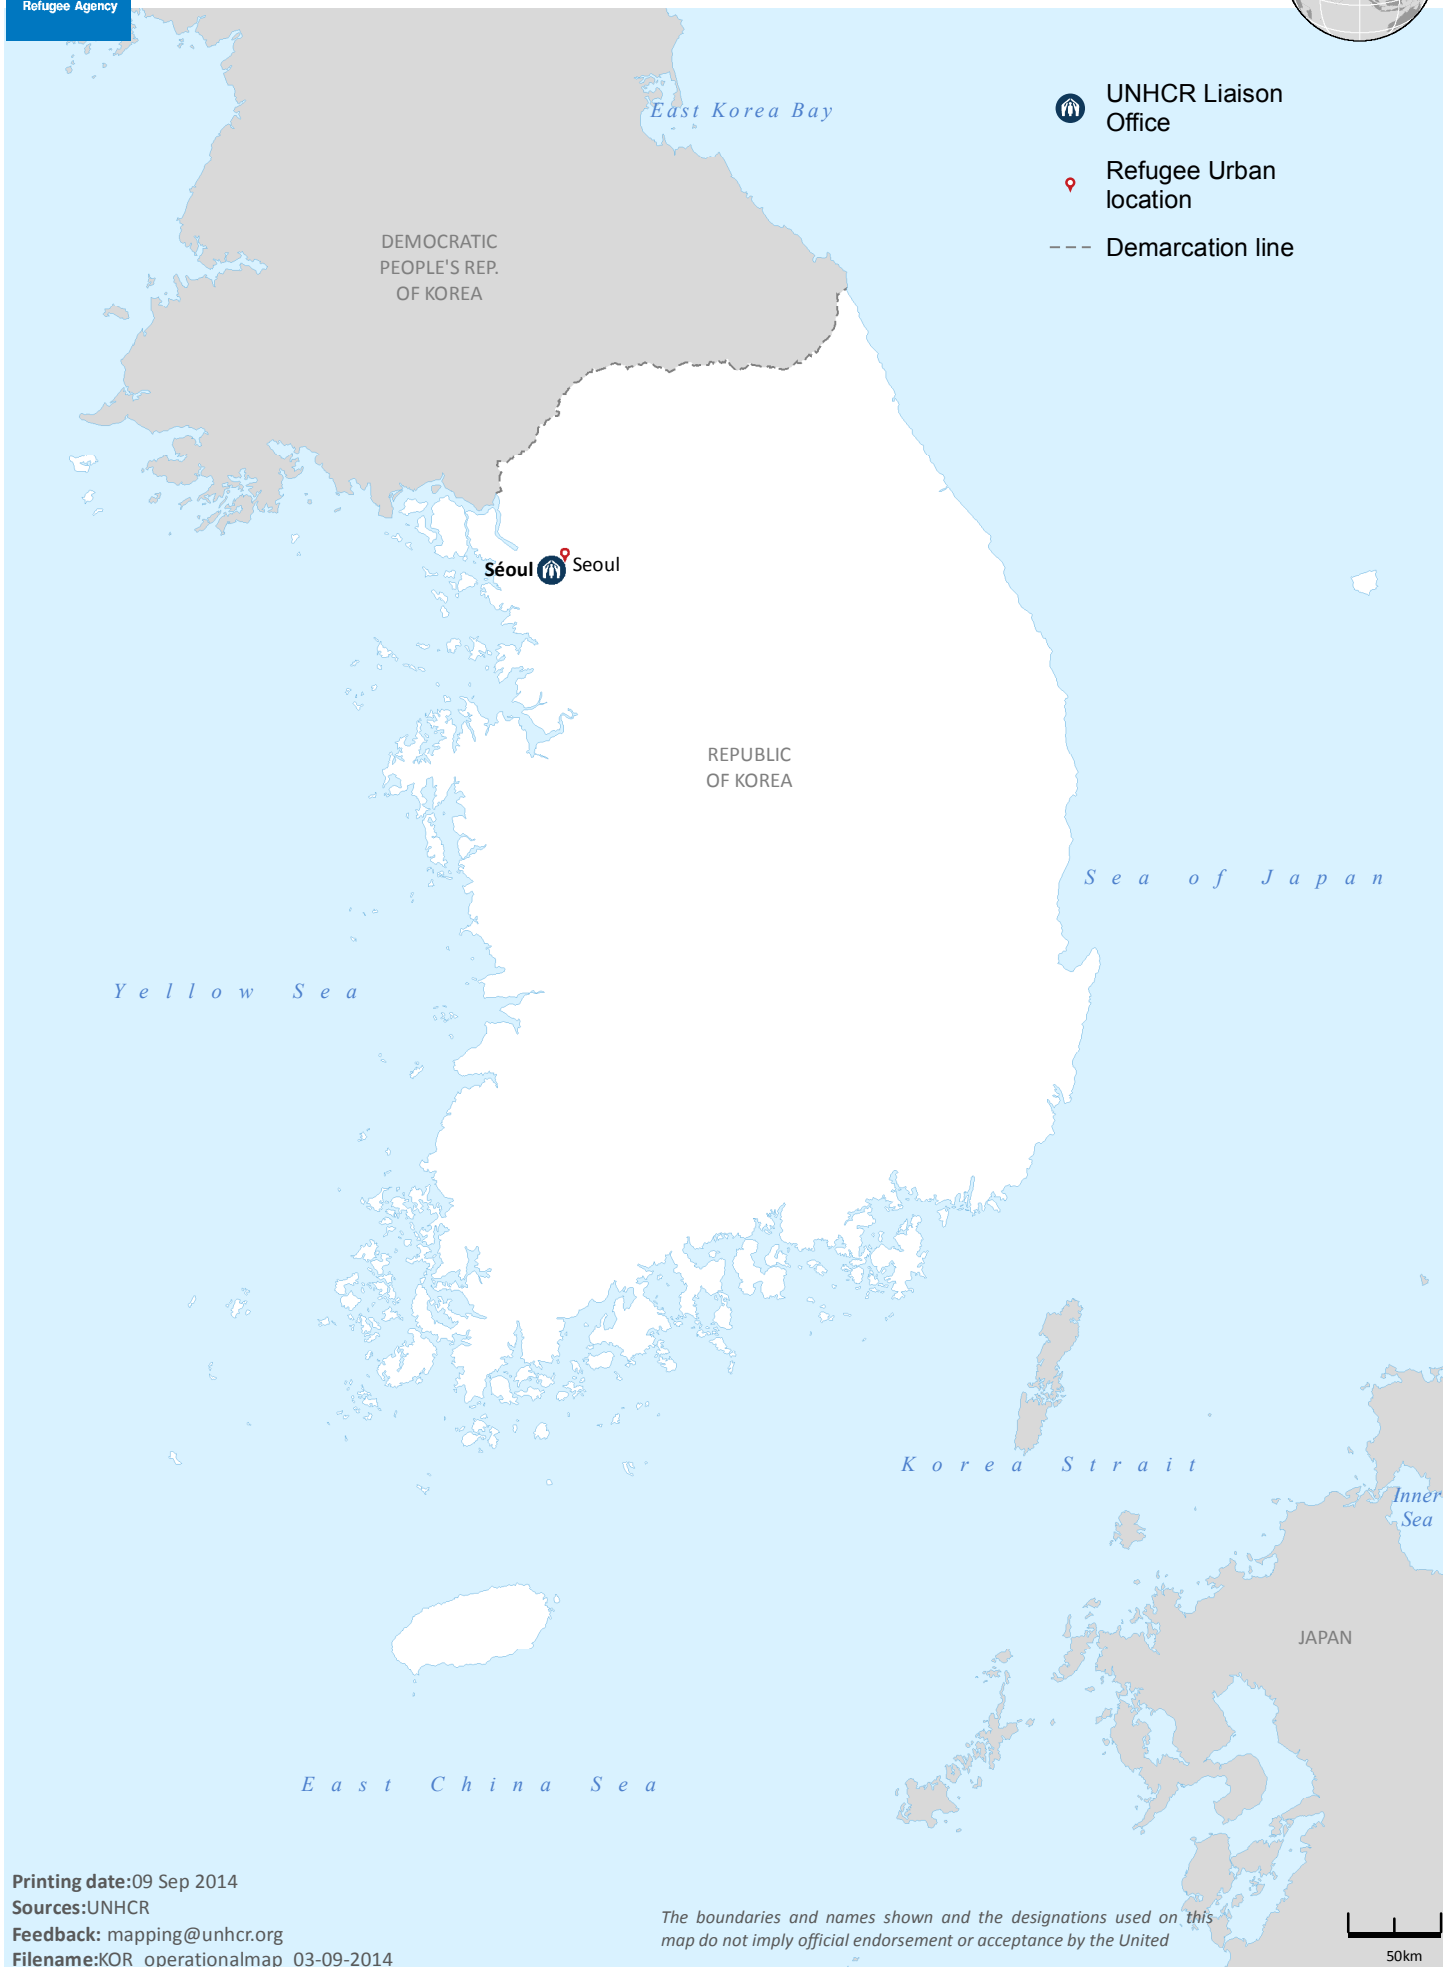 Refugee Agency
UNHCR Liaison
Office
Refugee Urban
location
Demarcation line
East Korea Bay
DEMOCRATIC
PEOPLE'S REP.
OF KOREA
Séoul
Seoul
REPUBLIC
OF KOREA
Sea of Japan
Yellow Sea
Korea Strait
Inner
Sea
JAPAN
East China Sea
Printing date:09 Sep 2014
Sources:UNHCR
Feedback: mapping@unhcr.org
Filename:KOR_operationalmap_03-09-2014
The boundaries and names shown and the designations used on this
map do not imply official endorsement or acceptance by the United
50km